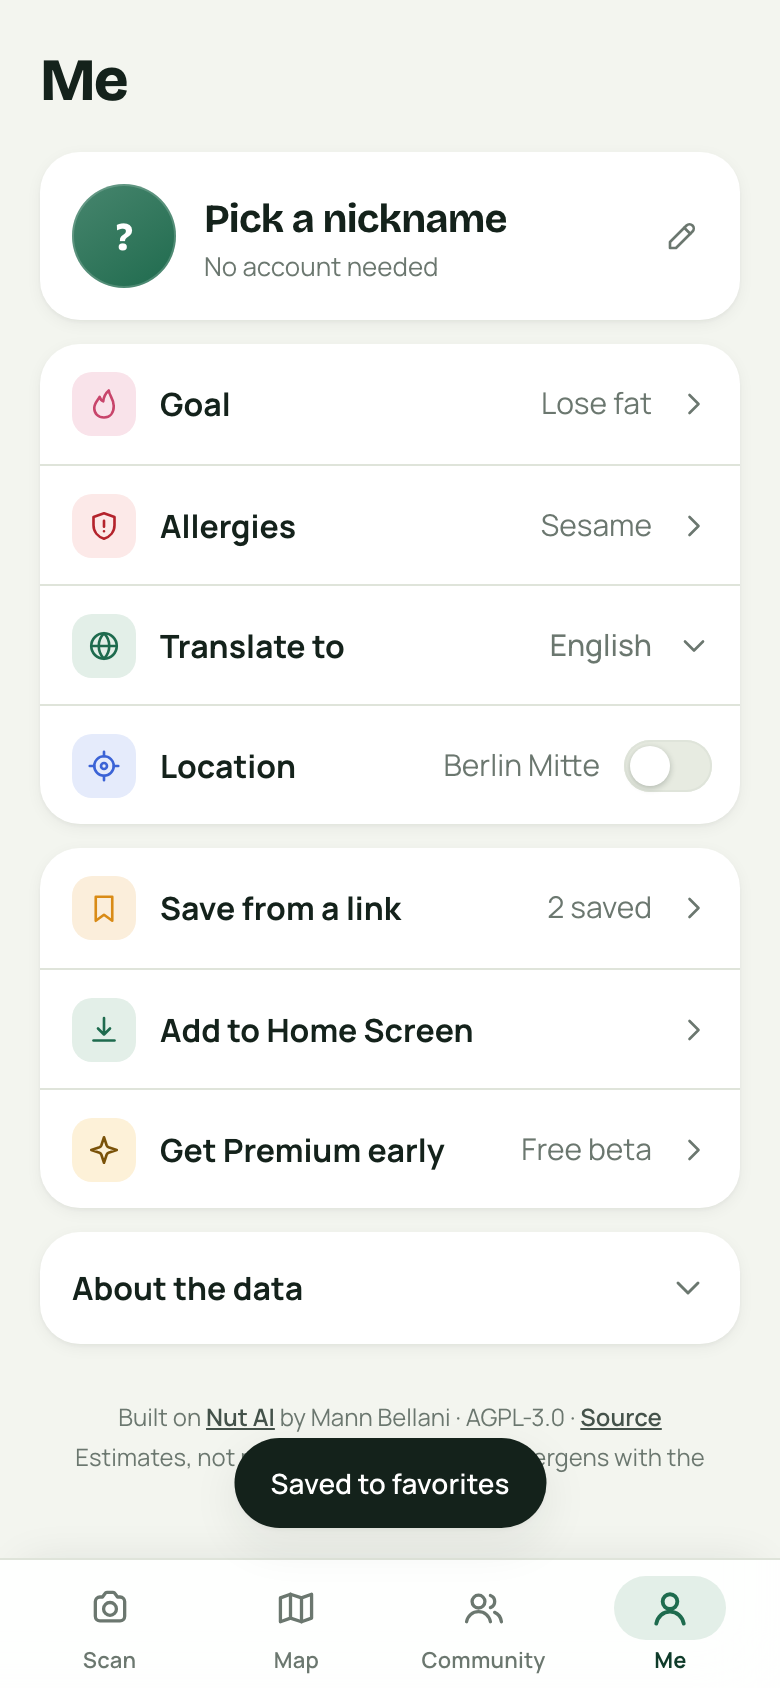 Me
?
Pick a nickname
No account needed
Goal
Lose fat
Allergies
Sesame
Translate to
English
Location
Berlin Mitte
Save from a link
2 saved
Add to Home Screen
Get Premium early
Free beta
About the data
Built on Nut AI by Mann Bellani · AGPL-3.0 · Source
Estimates, not
with the
Saved to favorites
Scan
Map
Community
Me